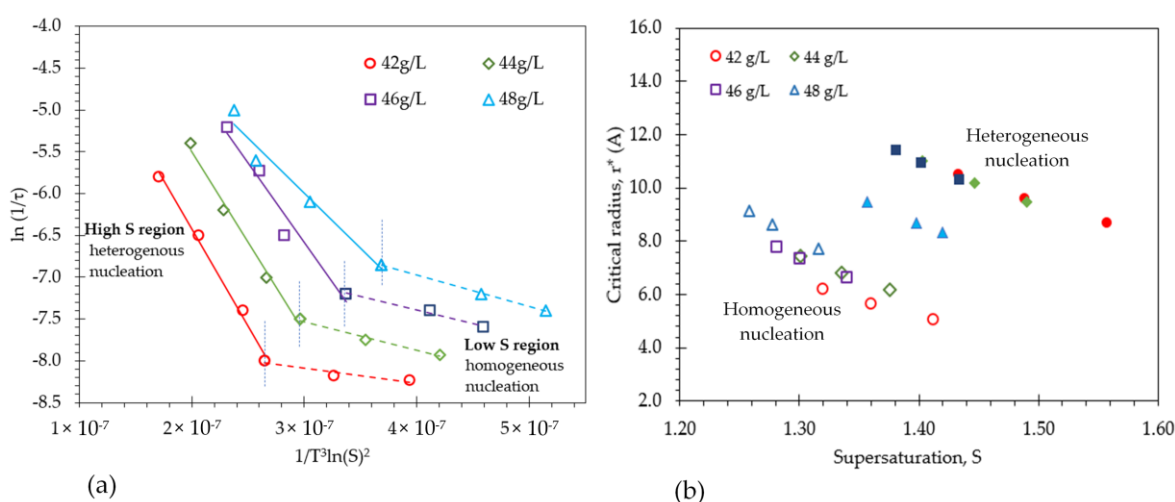 -4.0
-4.5
-5.0
-5.5
-6.0
-6.5
-7.0
-7.5
-8.0
-8.5
ln (1/τ)
42g/L
44g/L
46g/L
48g/L
High S region
heterogenous
nucleation
Low S region
homogeneous
nucleation
1 × 10⁻⁷
2 × 10⁻⁷
3 × 10⁻⁷
4 × 10⁻⁷
5 × 10⁻⁷
1/T³ln(S)²
(a)
16.0
14.0
12.0
10.0
8.0
6.0
4.0
2.0
Critical radius, r* (A)
42 g/L
44 g/L
46 g/L
48 g/L
Heterogeneous
nucleation
Homogeneous
nucleation
1.20
1.30
1.40
1.50
1.60
Supersaturation, S
(b)